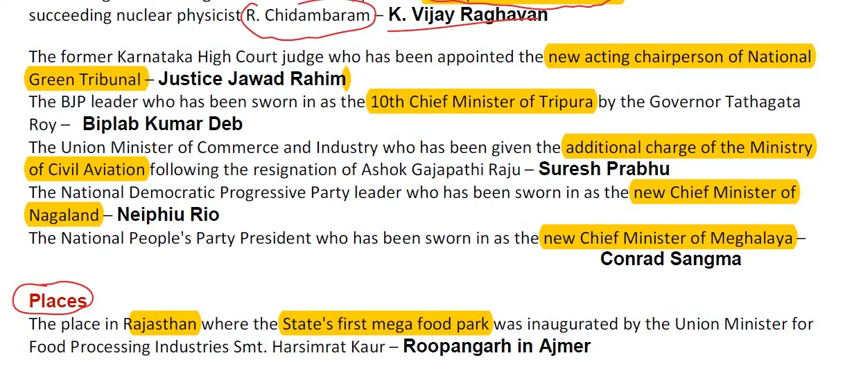 succeeding nuclear physicist R. Chidambaram – K. Vijay Raghavan
The former Karnataka High Court judge who has been appointed the new acting chairperson of National
Green Tribunal – Justice Jawad Rahim
The BJP leader who has been sworn in as the 10th Chief Minister of Tripura by the Governor Tathagata
Roy – Biplab Kumar Deb
The Union Minister of Commerce and Industry who has been given the additional charge of the Ministry
of Civil Aviation following the resignation of Ashok Gajapathi Raju – Suresh Prabhu
The National Democratic Progressive Party leader who has been sworn in as the new Chief Minister of
Nagaland – Neiphiu Rio
The National People's Party President who has been sworn in as the new Chief Minister of Meghalaya –
Conrad Sangma
Places
The place in Rajasthan where the State's first mega food park was inaugurated by the Union Minister for
Food Processing Industries Smt. Harsimrat Kaur – Roopangarh in Ajmer